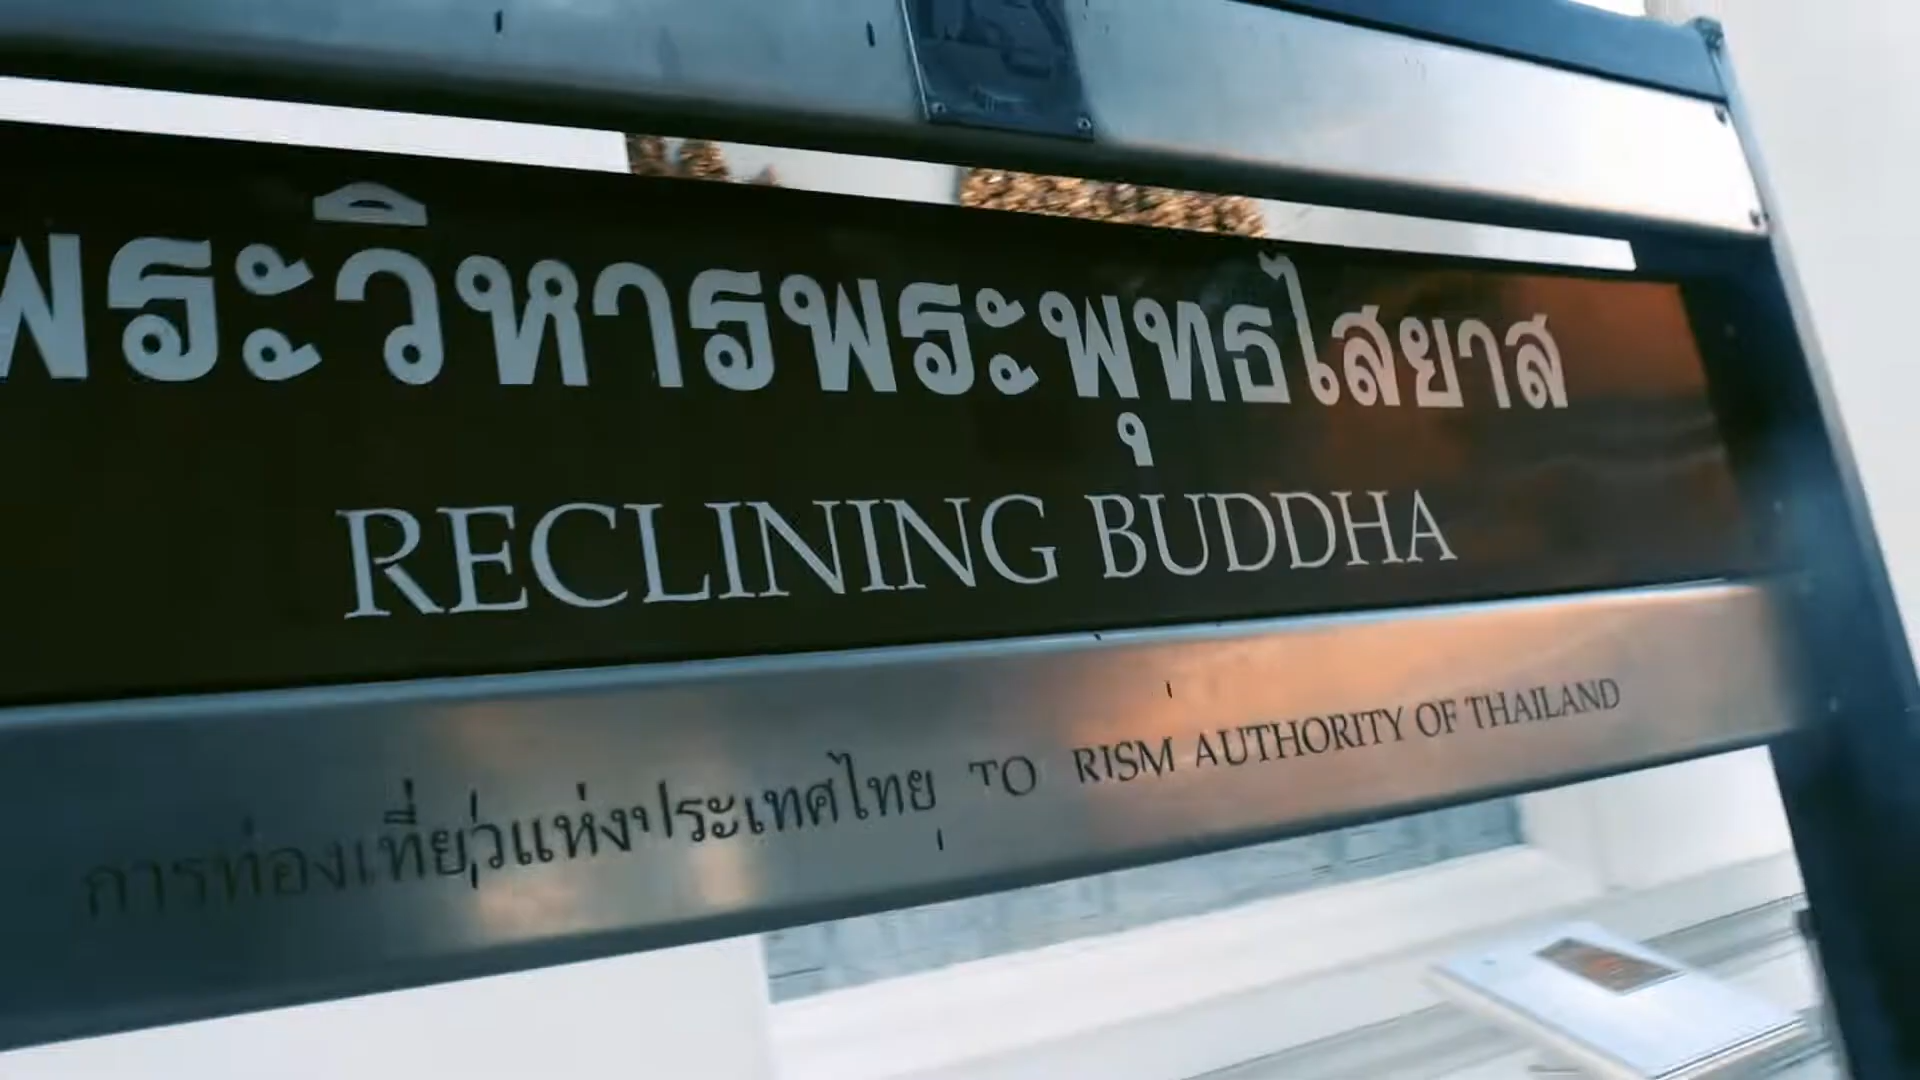 พระวิหารพระพุทธไสยาส
RECLINING BUDDHA
การท่องเที่ยวแห่งประเทศไทย TO RISM AUTHORITY OF THAILAND